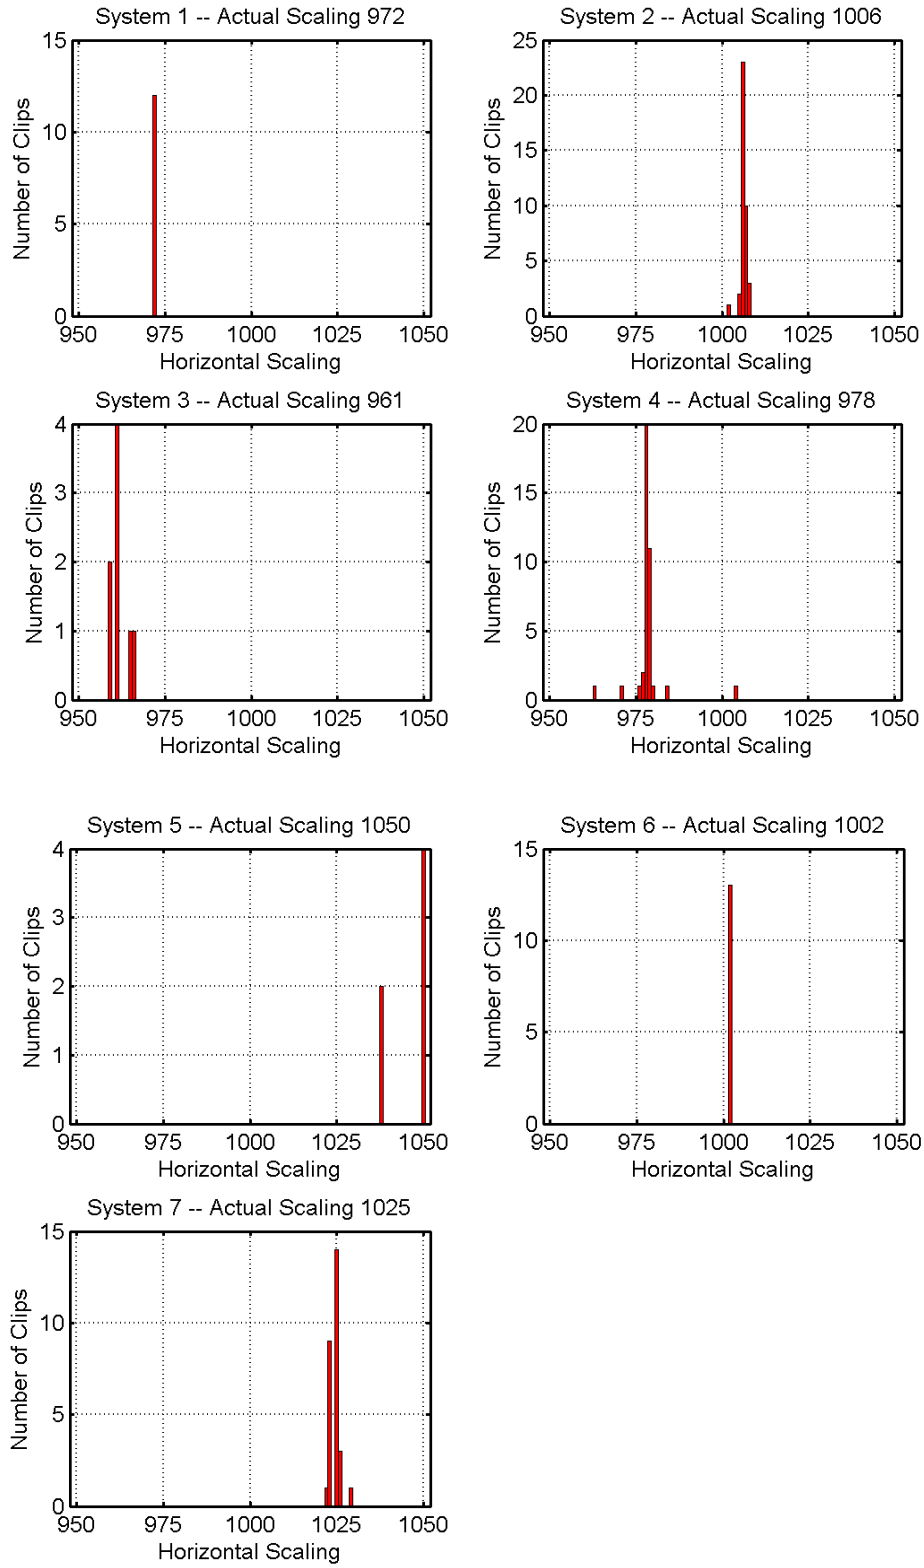 System 1 -- Actual Scaling 972
15
10
5
0
Number of Clips
950 975 1000 1025 1050
Horizontal Scaling
System 2 -- Actual Scaling 1006
25
20
15
10
5
0
Number of Clips
950 975 1000 1025 1050
Horizontal Scaling
System 3 -- Actual Scaling 961
4
3
2
1
0
Number of Clips
950 975 1000 1025 1050
Horizontal Scaling
System 4 -- Actual Scaling 978
20
15
10
5
0
Number of Clips
950 975 1000 1025 1050
Horizontal Scaling
System 5 -- Actual Scaling 1050
4
3
2
1
0
Number of Clips
950 975 1000 1025 1050
Horizontal Scaling
System 6 -- Actual Scaling 1002
15
10
5
0
Number of Clips
950 975 1000 1025 1050
Horizontal Scaling
System 7 -- Actual Scaling 1025
15
10
5
0
Number of Clips
950 975 1000 1025 1050
Horizontal Scaling